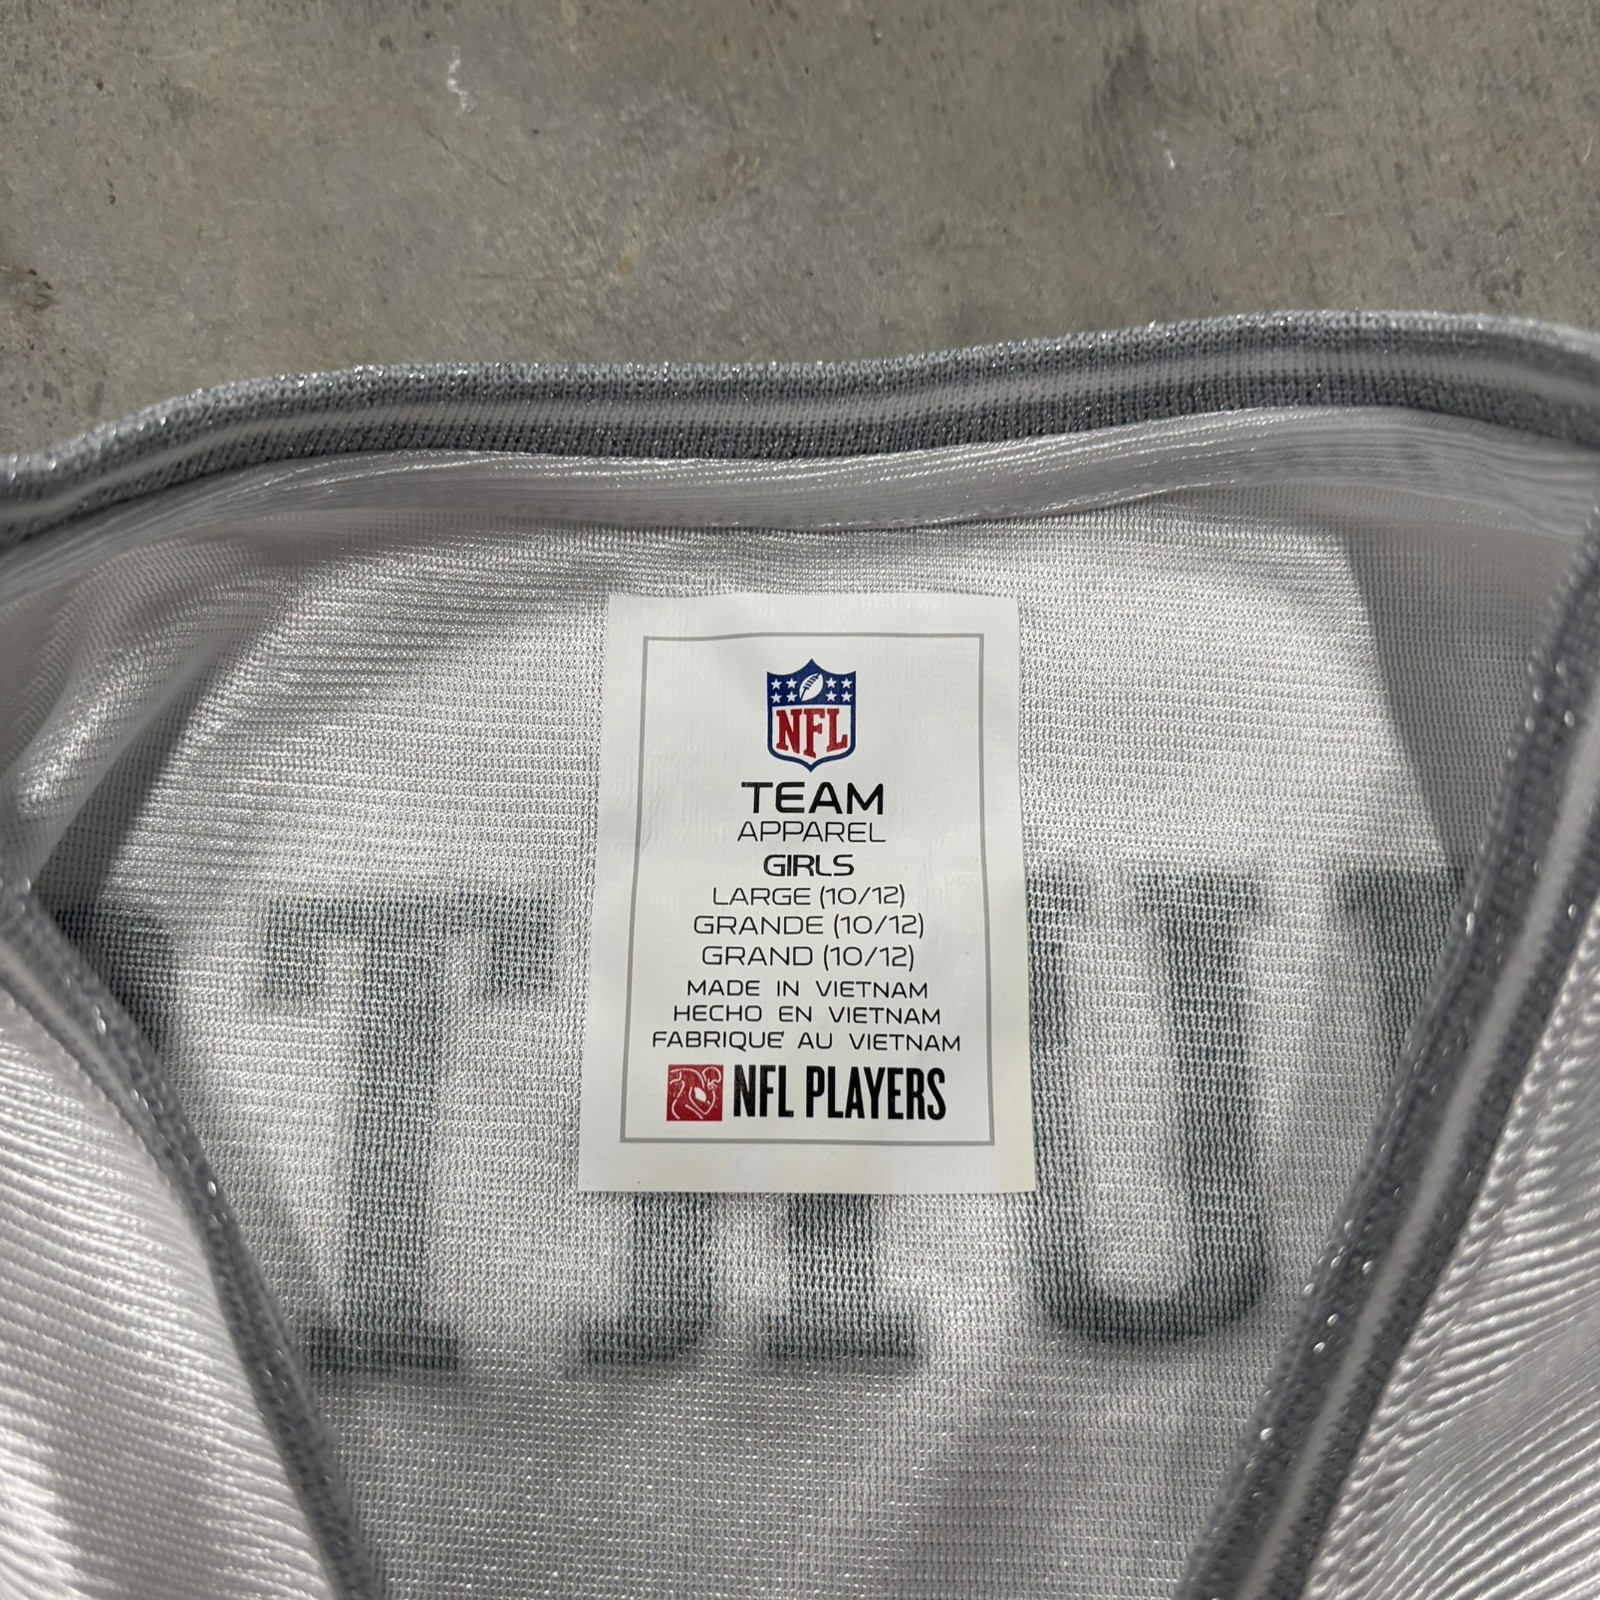 NFL
TEAM
APPAREL
GIRLS
LARGE (10/12)
GRANDE (10/12)
GRAND (10/12)
MADE IN VIETNAM
HECHO EN VIETNAM
FABRIQUÉ AU VIETNAM
NFL PLAYERS